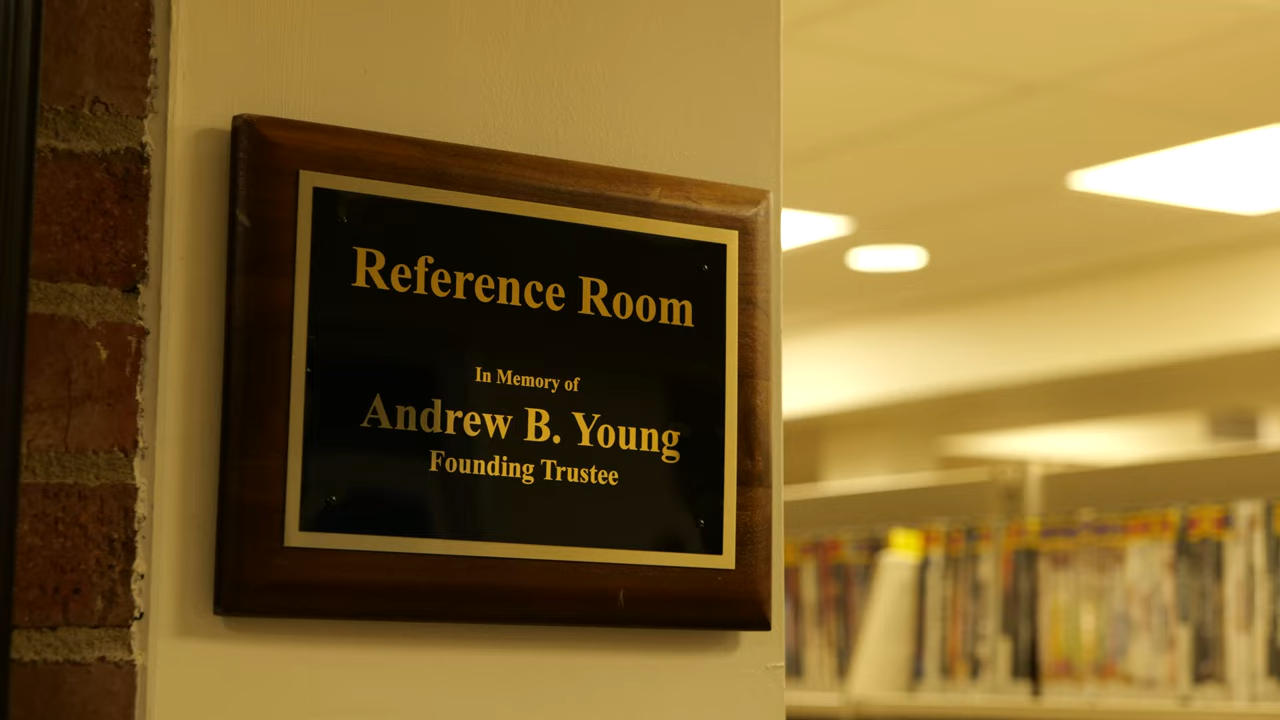 Reference Room
In Memory of
Andrew B. Young
Founding Trustee